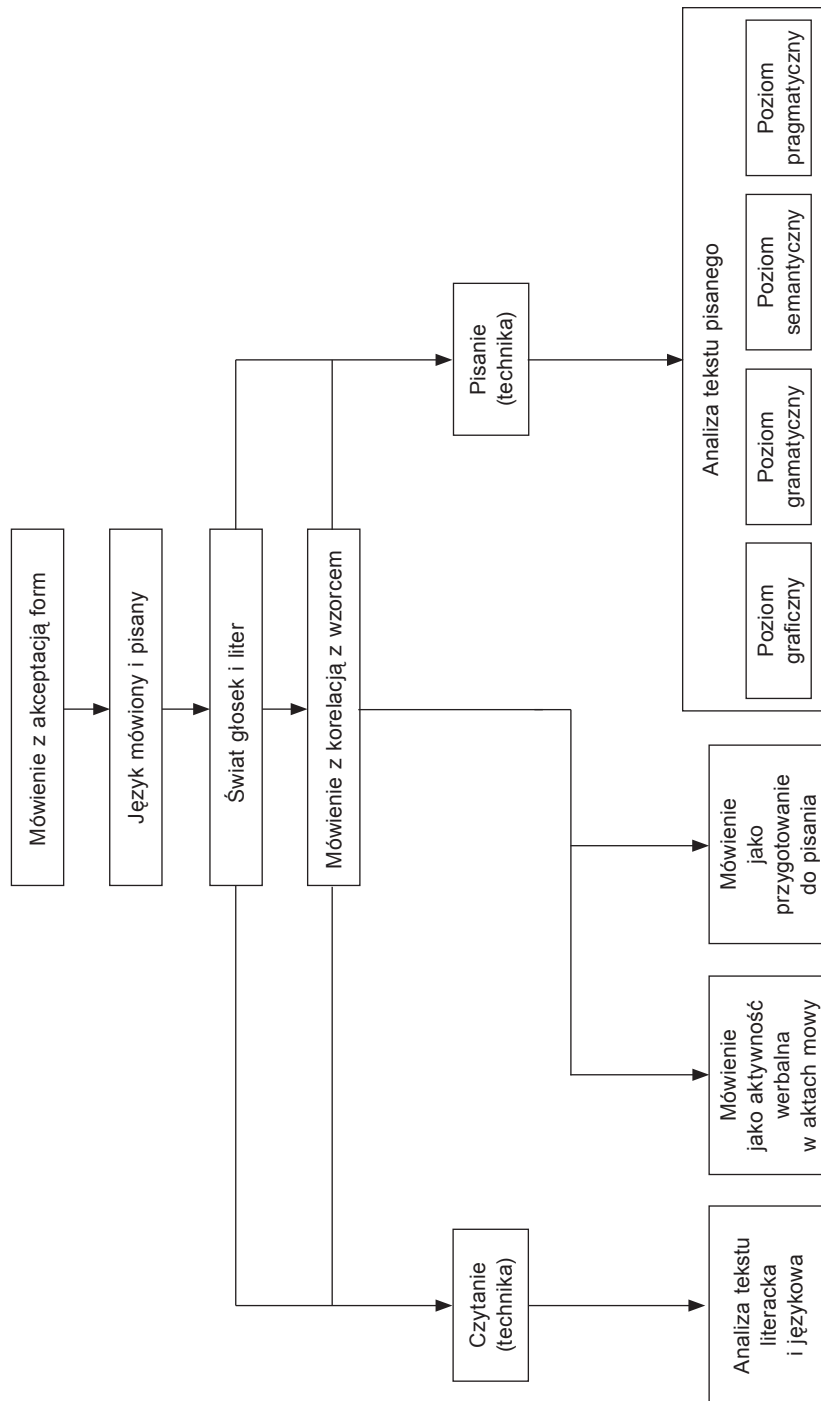 Mówienie z akceptacją form
Język mówiony i pisany
Świat głosek i liter
Mówienie z korelacją z wzorcem
Czytanie
(technika)
Pisanie
(technika)
Analiza tekstu
literacka
i językowa
Mówienie
jako aktywność
werbalna
w aktach mowy
Mówienie
jako
przygotowanie
do pisania
Analiza tekstu pisanego
Poziom
graficzny
Poziom
gramatyczny
Poziom
semantyczny
Poziom
pragmatyczny